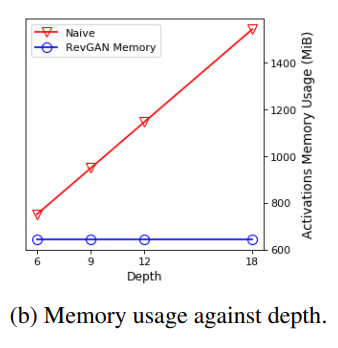 Naive
RevGAN Memory
1400
1200
1000
800
600
Activations Memory Usage (MiB)
6 9 12 18
Depth
(b) Memory usage against depth.